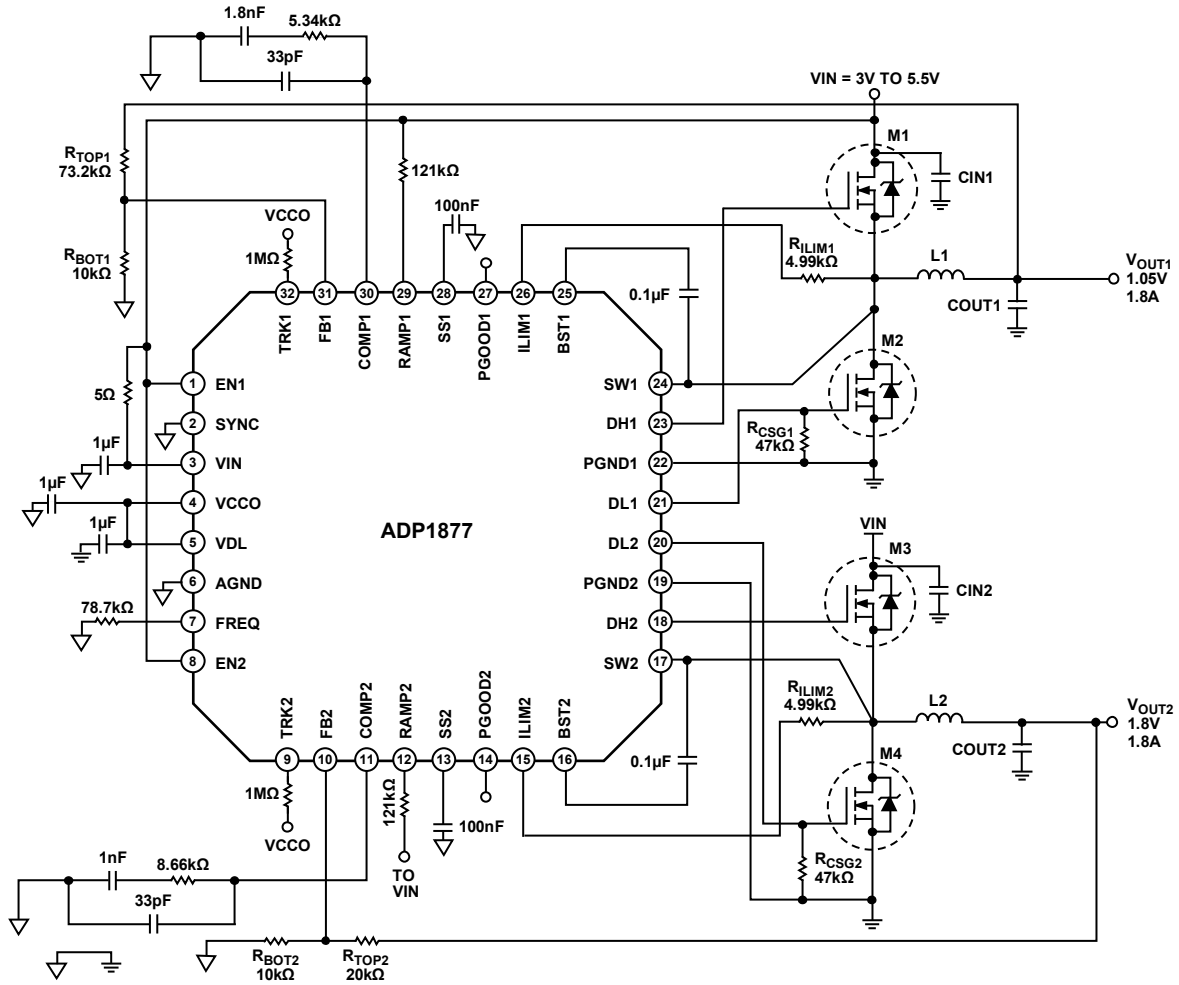 1.8nF
5.34kΩ
33pF
VIN = 3V TO 5.5V
M1
RTOP1
73.2kΩ
121kΩ
CIN1
100nF
VCCO
RBOT1
10kΩ
1MΩ
RILIM1
4.99kΩ
L1
VOUT1
1.05V
1.8A
COUT1
0.1µF
32
31
30
29
28
27
26
25
TRK1
FB1
COMP1
RAMP1
SS1
PGOOD1
ILIM1
BST1
M2
5Ω
1 EN1
SW1 24
2 SYNC
DH1 23
RCSG1
47kΩ
1µF
3 VIN
PGND1 22
1µF
4 VCCO
DL1 21
ADP1877
VIN
1µF
5 VDL
DL2 20
M3
6 AGND
PGND2 19
CIN2
78.7kΩ
7 FREQ
DH2 18
8 EN2
SW2 17
RILIM2
4.99kΩ
L2
VOUT2
1.8V
1.8A
COUT2
TRK2
FB2
COMP2
RAMP2
SS2
PGOOD2
ILIM2
BST2
M4
9
10
11
12
13
14
15
16
0.1µF
1MΩ
121kΩ
100nF
VCCO
TO
VIN
RCSG2
47kΩ
1nF
8.66kΩ
33pF
RBOT2
10kΩ
RTOP2
20kΩ